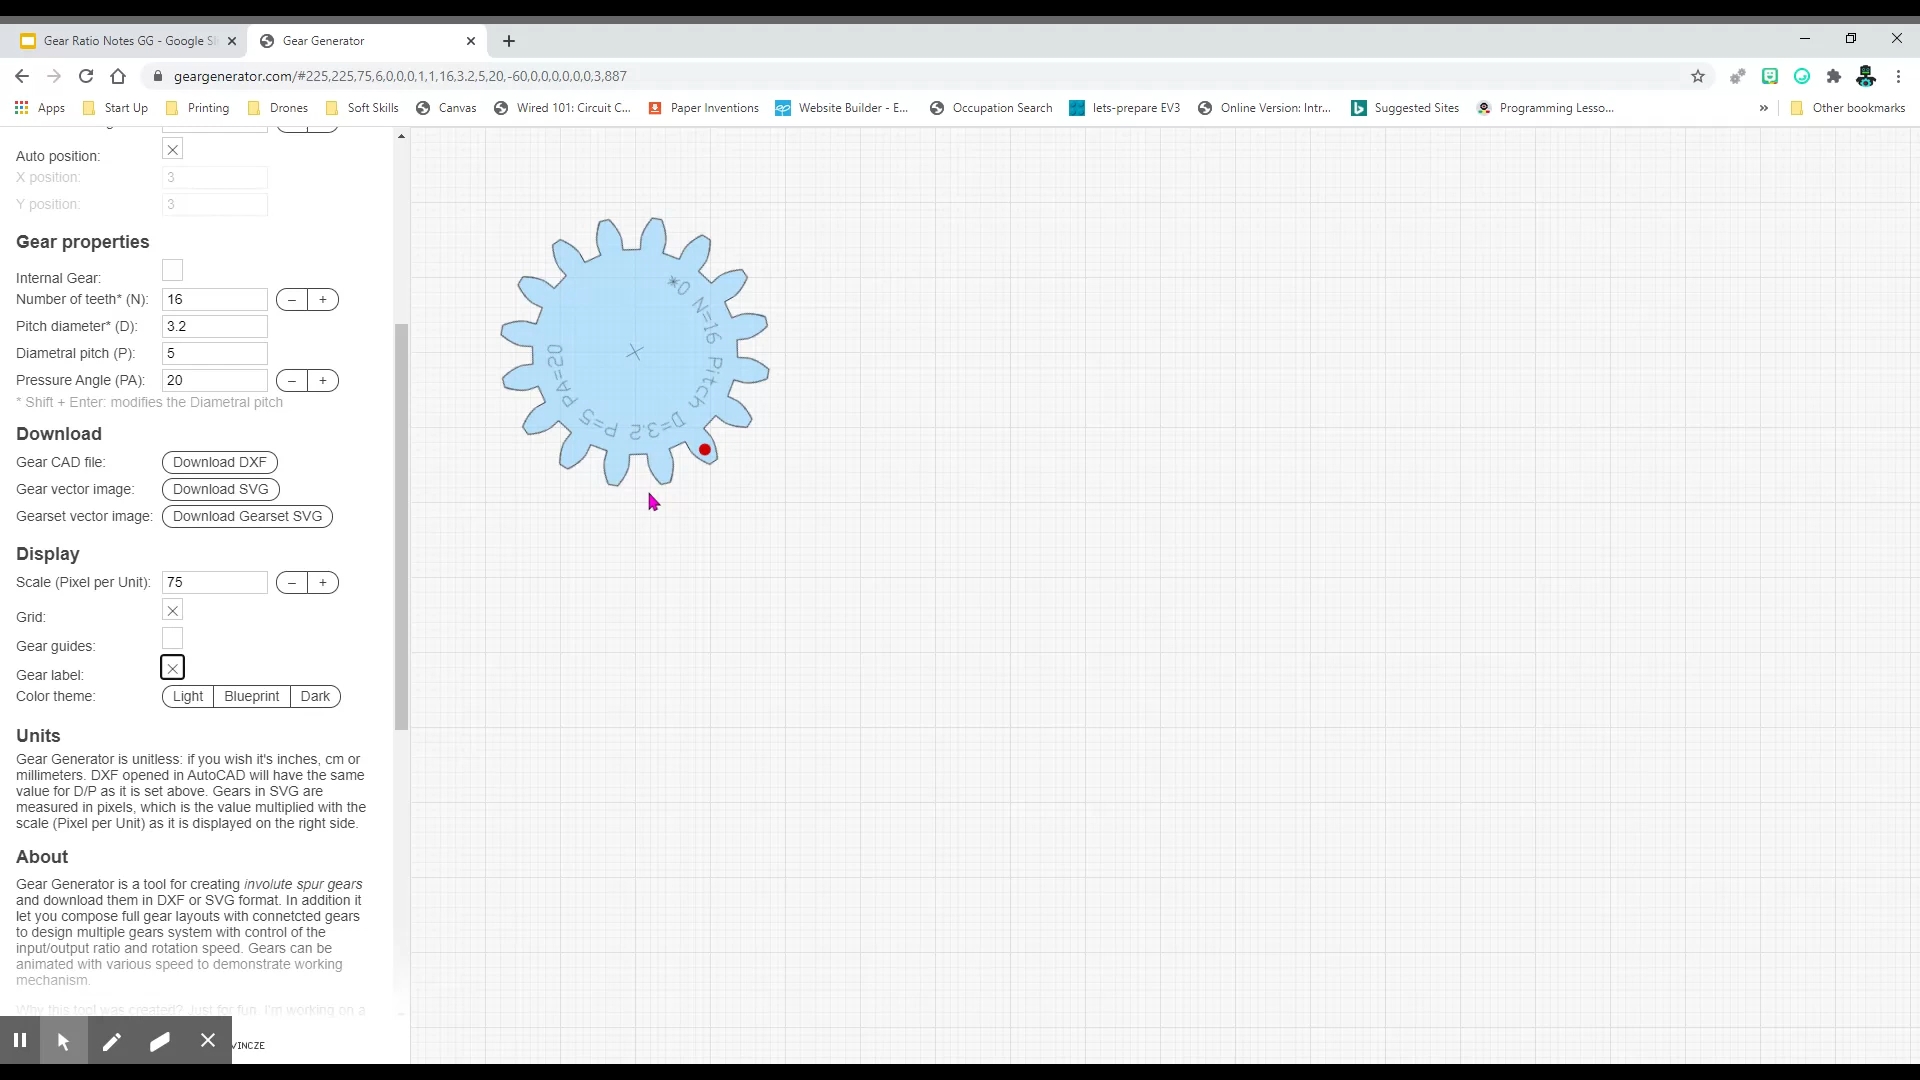 Gear Ratio Notes GG - Google Sl
Gear Generator
geargenerator.com/#225,225,75,6,0,0,0,1,1,16,3.2,5,20,-60,0,0,0,0,0,0,3,887
Apps Start Up Printing Drones Soft Skills Canvas Wired 101: Circuit C... Paper Inventions Website Builder - E... Occupation Search lets-prepare EV3 Online Version: Intr... Suggested Sites Programming Lesso... » Other bookmarks
Auto position:
X position: 3
Y position: 3
Gear properties
Internal Gear:
Number of teeth* (N): 16 – +
Pitch diameter* (D): 3.2
Diametral pitch (P): 5
Pressure Angle (PA): 20 – +
* Shift + Enter: modifies the Diametral pitch
Download
Gear CAD file: Download DXF
Gear vector image: Download SVG
Gearset vector image: Download Gearset SVG
Display
Scale (Pixel per Unit): 75 – +
Grid:
Gear guides:
Gear label:
Color theme: Light Blueprint Dark
Units
Gear Generator is unitless: if you wish it's inches, cm or
millimeters. DXF opened in AutoCAD will have the same
value for D/P as it is set above. Gears in SVG are
measured in pixels, which is the value multiplied with the
scale (Pixel per Unit) as it is displayed on the right side.
About
Gear Generator is a tool for creating involute spur gears
and download them in DXF or SVG format. In addition it
let you compose full gear layouts with connetcted gears
to design multiple gears system with control of the
input/output ratio and rotation speed. Gears can be
animated with various speed to demonstrate working
mechanism.
Why this tool was created? Just for fun. I'm working on a
VINCZE
*0 N=16 Pitch D=3.2 P=5 PA=20